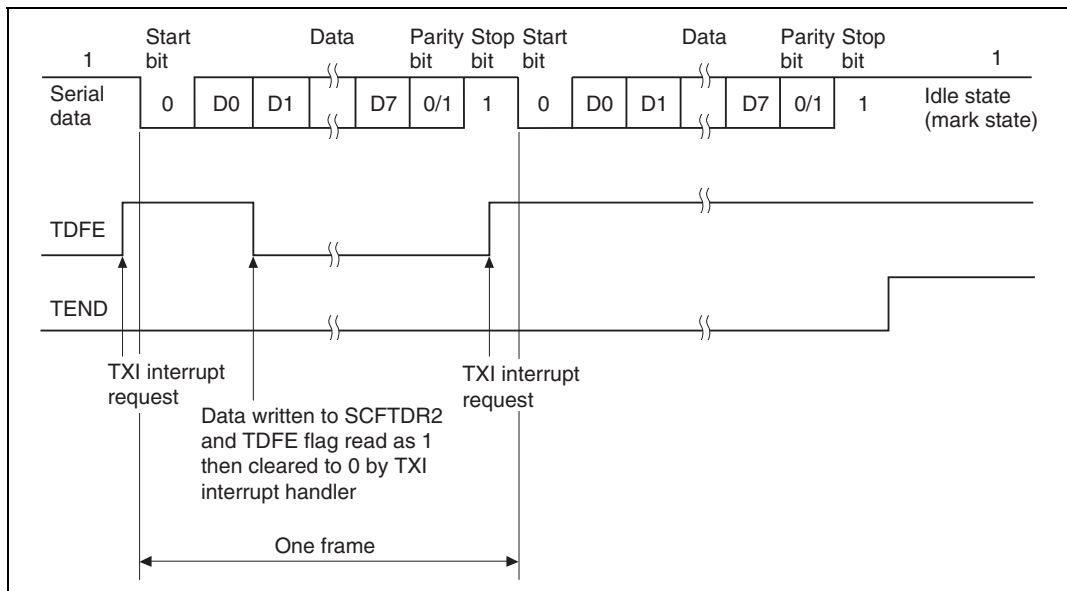 Start bit
Data
Parity bit
Stop bit
Start bit
Data
Parity bit
Stop bit
1
1
Serial data
0 D0 D1 D7 0/1 1 0 D0 D1 D7 0/1 1
Idle state (mark state)
TDFE
TEND
TXI interrupt request
Data written to SCFTDR2
and TDFE flag read as 1
then cleared to 0 by TXI
interrupt handler
TXI interrupt request
One frame